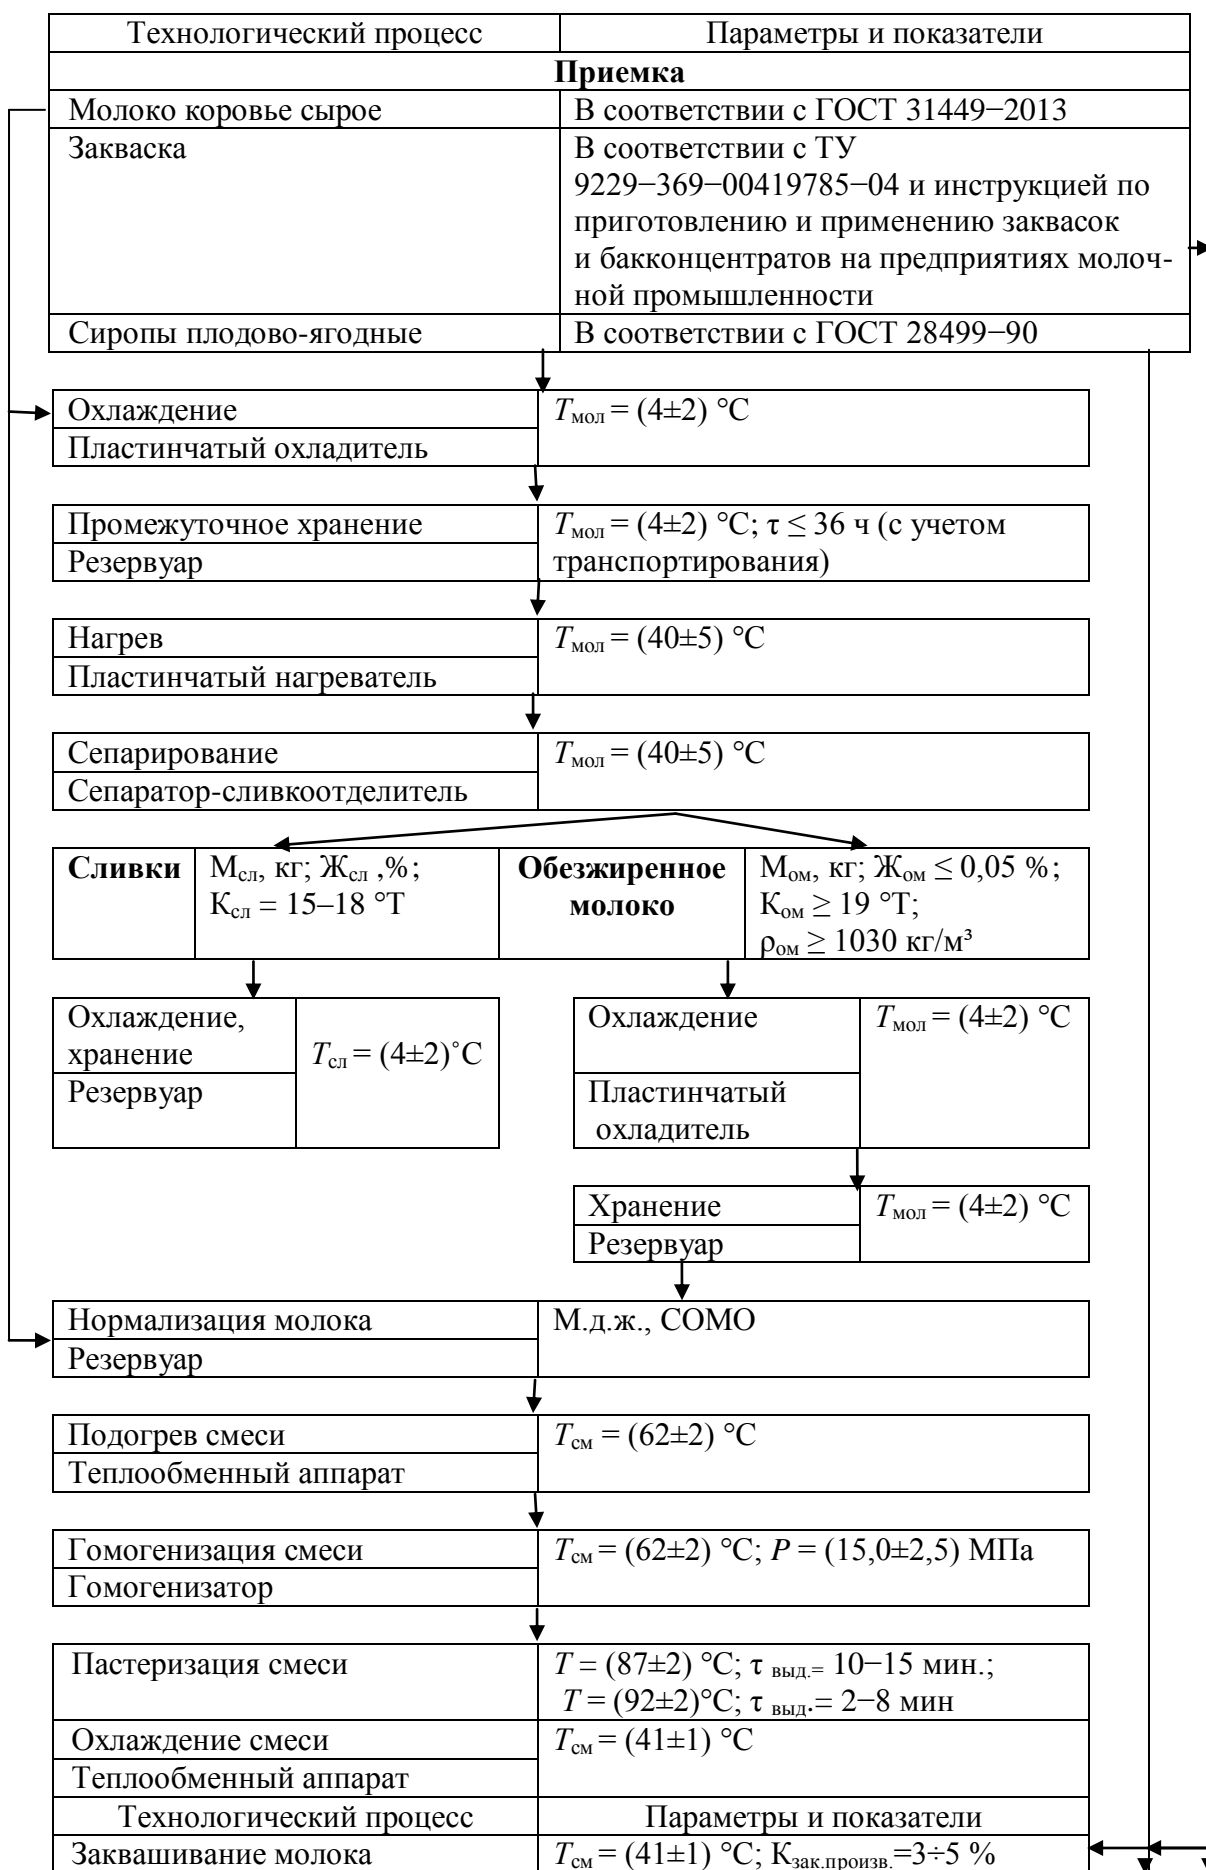 Технологический процесс Параметры и показатели
Приемка
Молоко коровье сырое В соответствии с ГОСТ 31449−2013
Закваска В соответствии с ТУ
9229−369−00419785−04 и инструкцией по
приготовлению и применению заквасок
и бакконцентратов на предприятиях молоч-
ной промышленности
Сиропы плодово-ягодные В соответствии с ГОСТ 28499−90
Охлаждение Tмол = (4±2) °С
Пластинчатый охладитель
Промежуточное хранение Tмол = (4±2) °С; τ ≤ 36 ч (с учетом
Резервуар транспортирования)
Нагрев Tмол = (40±5) °С
Пластинчатый нагреватель
Сепарирование Tмол = (40±5) °С
Сепаратор-сливкоотделитель
Сливки Мсл, кг; Жсл ,%; Обезжиренное Мом, кг; Жом ≤ 0,05 %;
Ксл = 15–18 °Т молоко Ком ≥ 19 °Т;
ρом ≥ 1030 кг/м³
Охлаждение, Охлаждение Tмол = (4±2) °С
хранение Tсл = (4±2)˚С
Резервуар Пластинчатый
охладитель
Хранение Tмол = (4±2) °С
Резервуар
Нормализация молока М.д.ж., СОМО
Резервуар
Подогрев смеси Tсм = (62±2) °С
Теплообменный аппарат
Гомогенизация смеси Tсм = (62±2) °С; P = (15,0±2,5) МПа
Гомогенизатор
Пастеризация смеси T = (87±2) °С; τ выд.= 10−15 мин.;
T = (92±2)°С; τ выд.= 2−8 мин
Охлаждение смеси Tсм = (41±1) °С
Теплообменный аппарат
Технологический процесс Параметры и показатели
Заквашивание молока Tсм = (41±1) °С; Кзак.произв.=3÷5 %